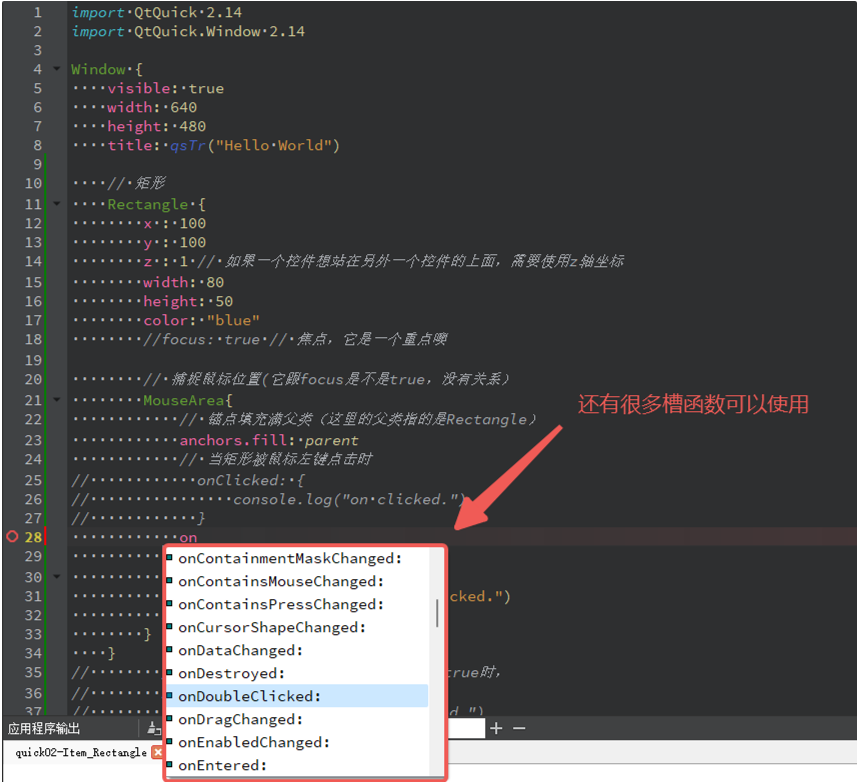 1 import QtQuick 2.14
2 import QtQuick.Window 2.14
3
4 Window {
5 visible: true
6 width: 640
7 height: 480
8 title: qsTr("Hello World")
9
10 // 矩形
11 Rectangle {
12 x : 100
13 y : 100
14 z : 1 // 如果一个控件想站在另外一个控件的上面，需要使用z轴坐标
15 width: 80
16 height: 50
17 color: "blue"
18 //focus: true // 焦点，它是一个重点噢
19
20 // 捕捉鼠标位置(它跟focus是不是true，没有关系)
21 MouseArea{
还有很多槽函数可以使用
22 // 锚点填充满父类（这里的父类指的是Rectangle）
23 anchors.fill: parent
24 // 当矩形被鼠标左键点击时
25 // onClicked: {
26 // console.log("on clicked.")
27 // }
28 on
29 onContainmentMaskChanged:
30 onContainsMouseChanged:
31 onContainsPressChanged: cked.")
32 onCursorShapeChanged:
33 }
onDataChanged:
34 }
35 // onDestroyed: true时，
36 // onDoubleClicked:
37 // onDragChanged: d.")
应用程序输出
onEnabledChanged:
quick02-Item_Rectangle
onEntered: